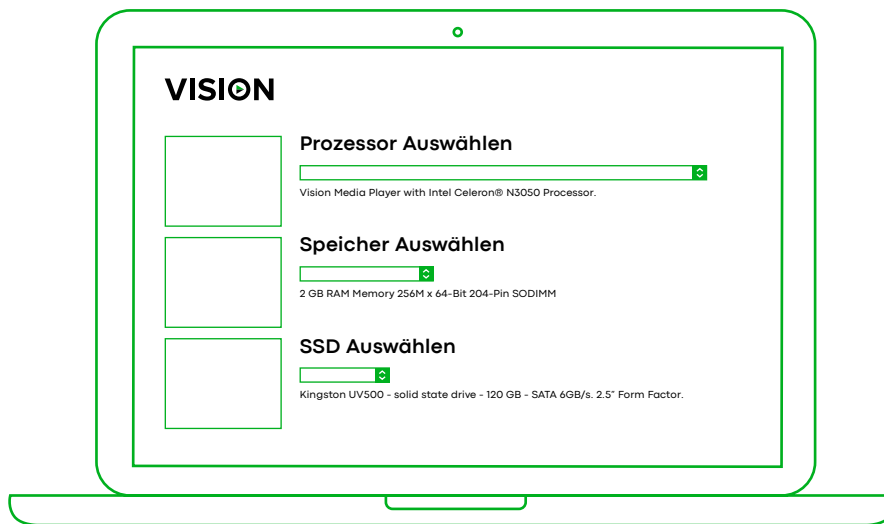 VISION
Prozessor Auswählen
Vision Media Player with Intel Celeron® N3050 Processor.
Speicher Auswählen
2 GB RAM Memory 256M x 64-Bit 204-Pin SODIMM
SSD Auswählen
Kingston UV500 - solid state drive - 120 GB - SATA 6GB/s. 2.5” Form Factor.